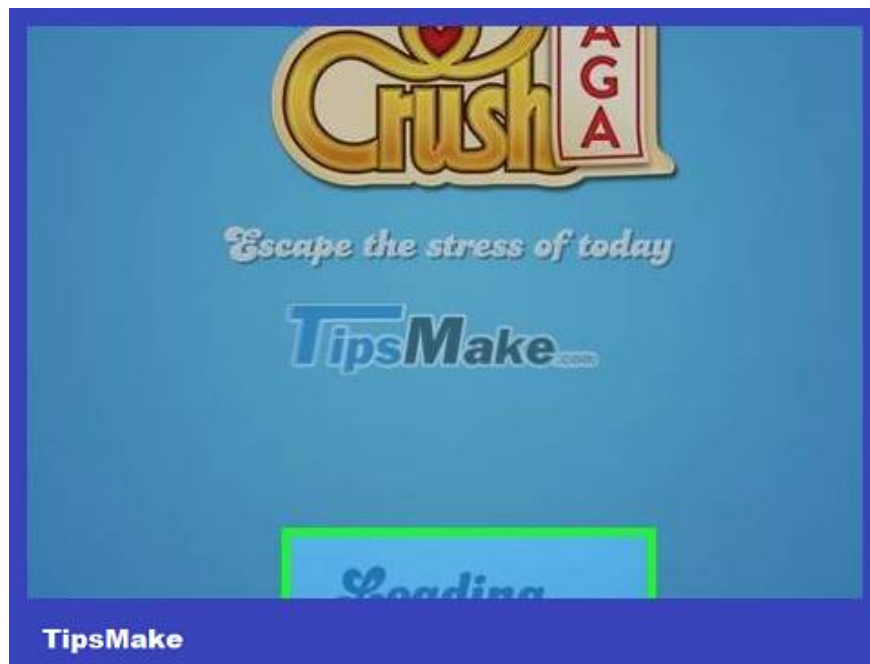 Crush
AGA
Escape the stress of today
TipsMake.com
Loading
TipsMake